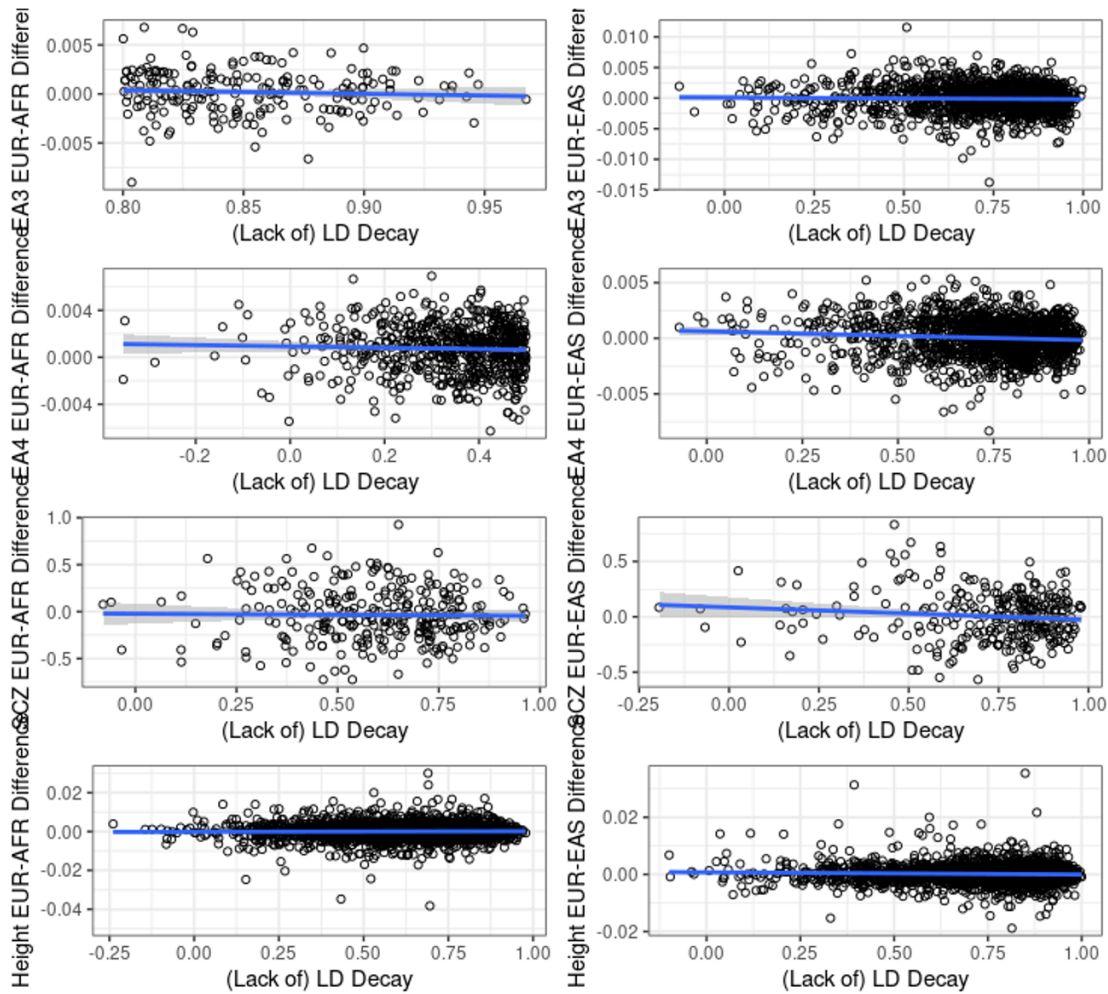 EA3 EUR-AFR Differen
0.005
0.000
-0.005
0.80 0.85 0.90 0.95
(Lack of) LD Decay
EA3 EUR-EAS Differen
0.010
0.005
0.000
-0.005
-0.010
-0.015
0.00 0.25 0.50 0.75 1.00
(Lack of) LD Decay
EA4 EUR-AFR Difference
0.004
0.000
-0.004
-0.2 0.0 0.2 0.4
(Lack of) LD Decay
EA4 EUR-EAS Difference
0.005
0.000
-0.005
0.00 0.25 0.50 0.75 1.00
(Lack of) LD Decay
SCZ EUR-AFR Difference
1.0
0.5
0.0
-0.5
0.00 0.25 0.50 0.75 1.00
(Lack of) LD Decay
SCZ EUR-EAS Difference
0.5
0.0
-0.5
-0.25 0.00 0.25 0.50 0.75 1.00
(Lack of) LD Decay
Height EUR-AFR Difference
0.02
0.00
-0.02
-0.04
-0.25 0.00 0.25 0.50 0.75 1.00
(Lack of) LD Decay
Height EUR-EAS Difference
0.02
0.00
-0.02
0.00 0.25 0.50 0.75 1.00
(Lack of) LD Decay